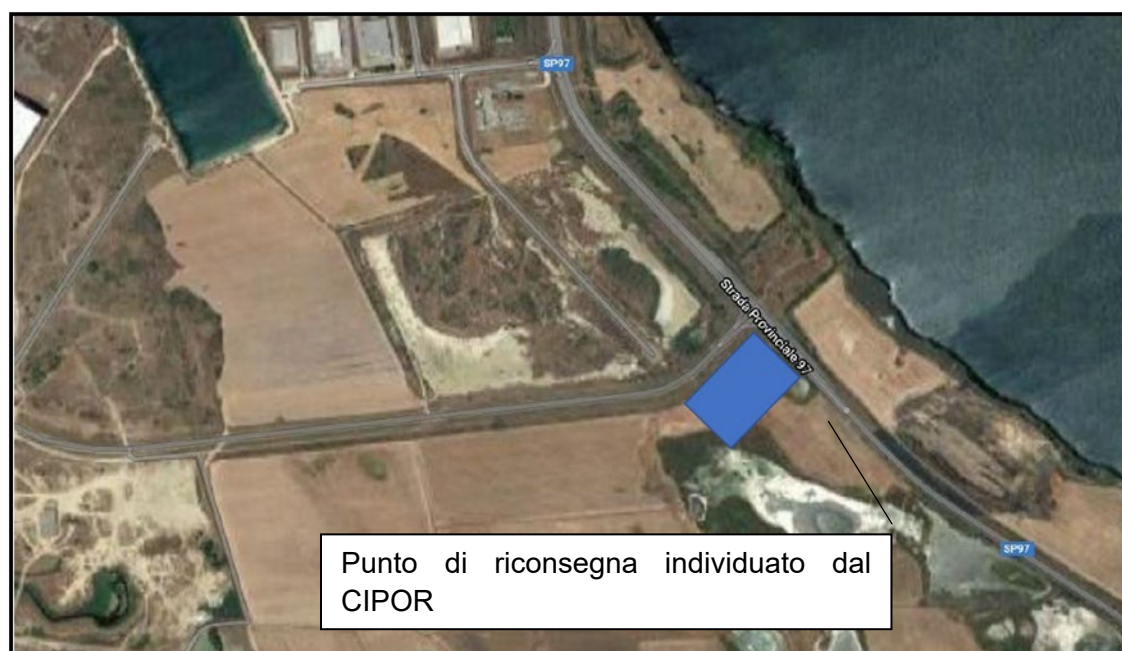 SP97
Strada Provinciale 97
SP97
Punto di riconsegna individuato dal
CIPOR